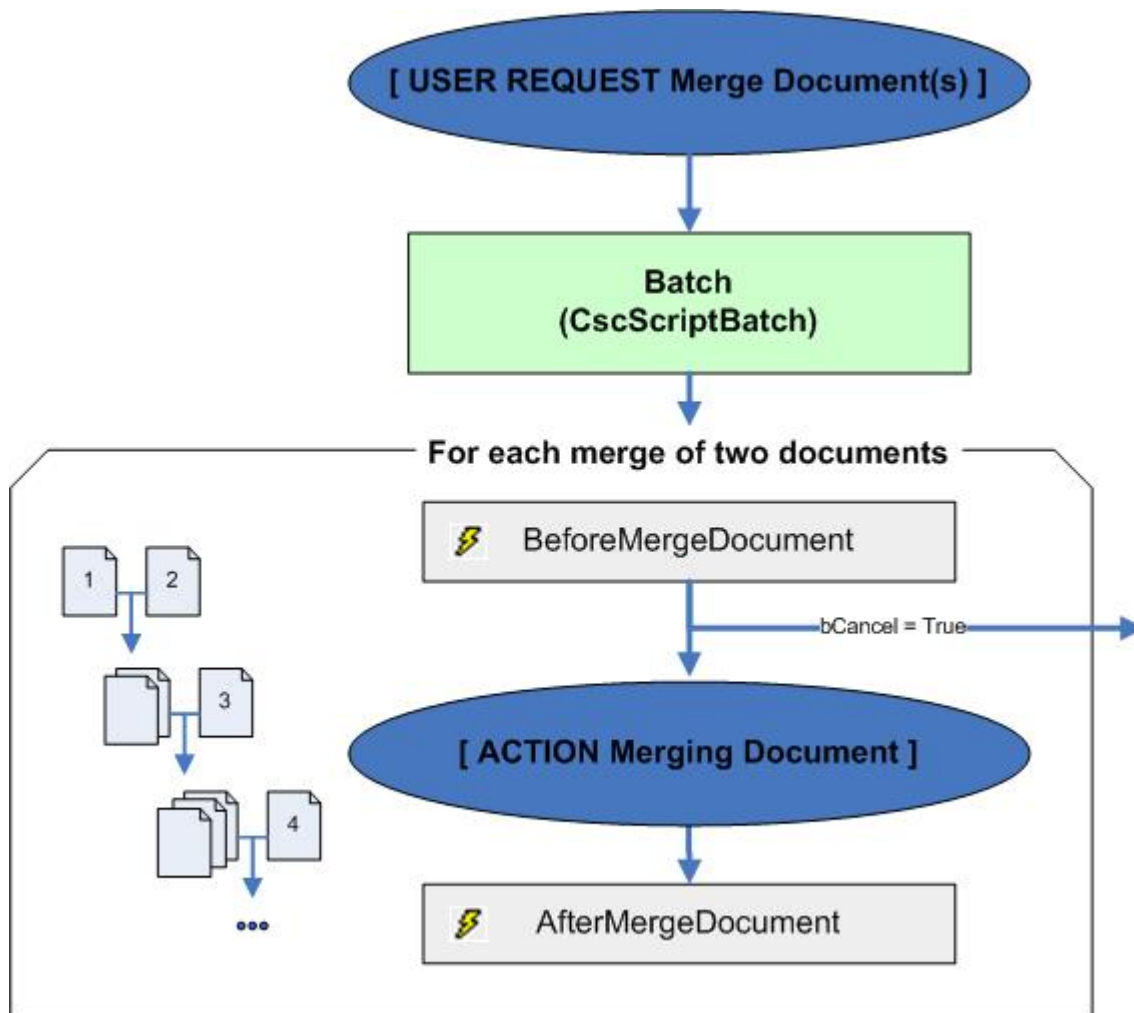 [ USER REQUEST Merge Document(s) ]
Batch
(CscScriptBatch)
For each merge of two documents
BeforeMergeDocument
1
2
bCancel = True
3
[ ACTION Merging Document ]
4
AfterMergeDocument